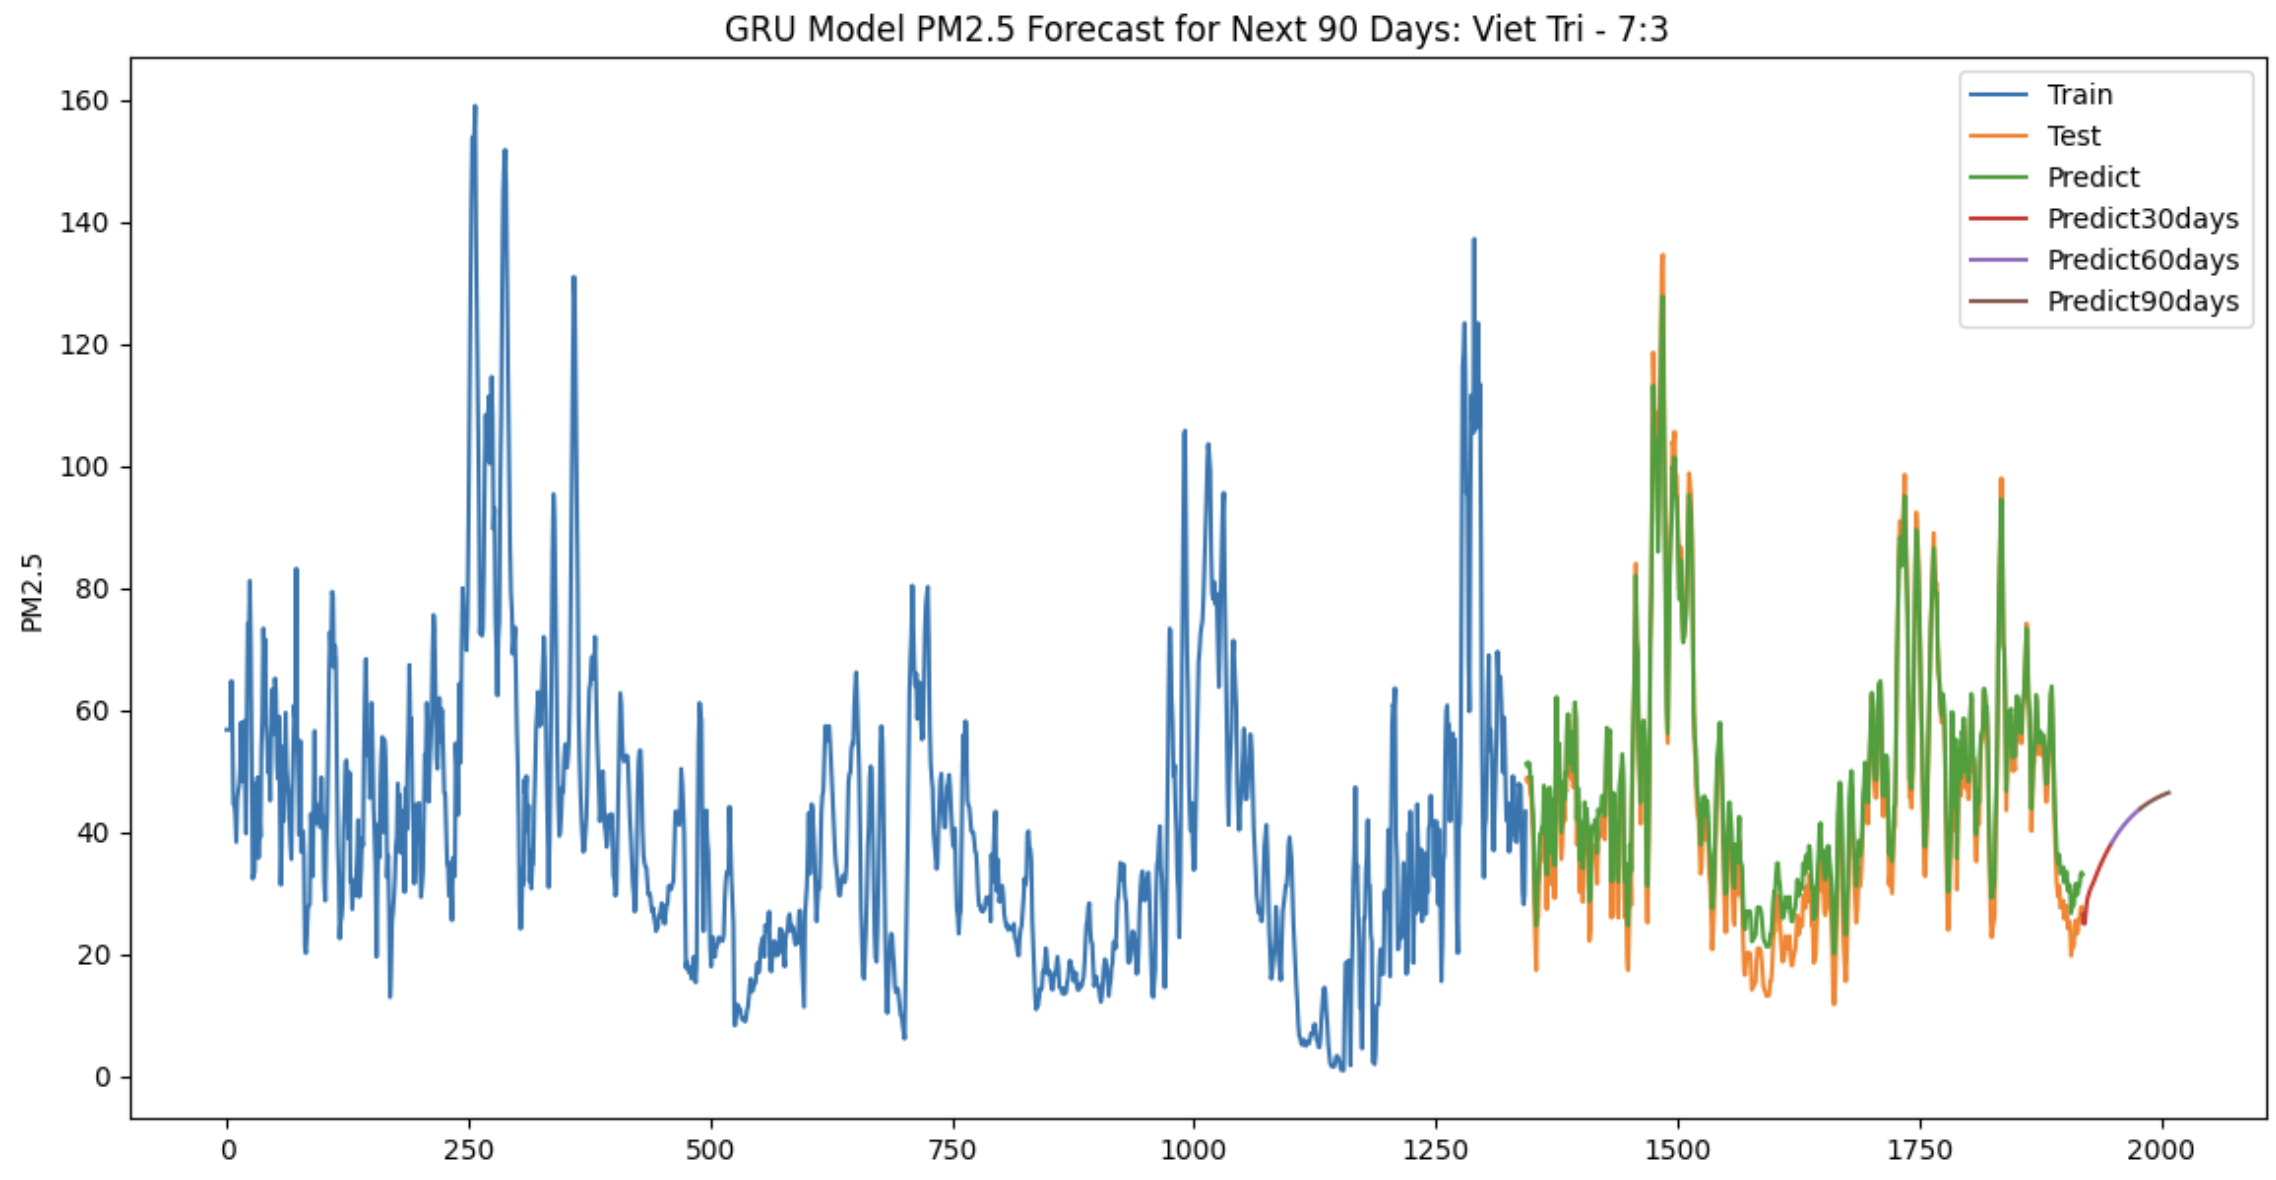 GRU Model PM2.5 Forecast for Next 90 Days: Viet Tri - 7:3
Train
Test
Predict
Predict30days
Predict60days
Predict90days
PM2.5
160
140
120
100
80
60
40
20
0
0 250 500 750 1000 1250 1500 1750 2000